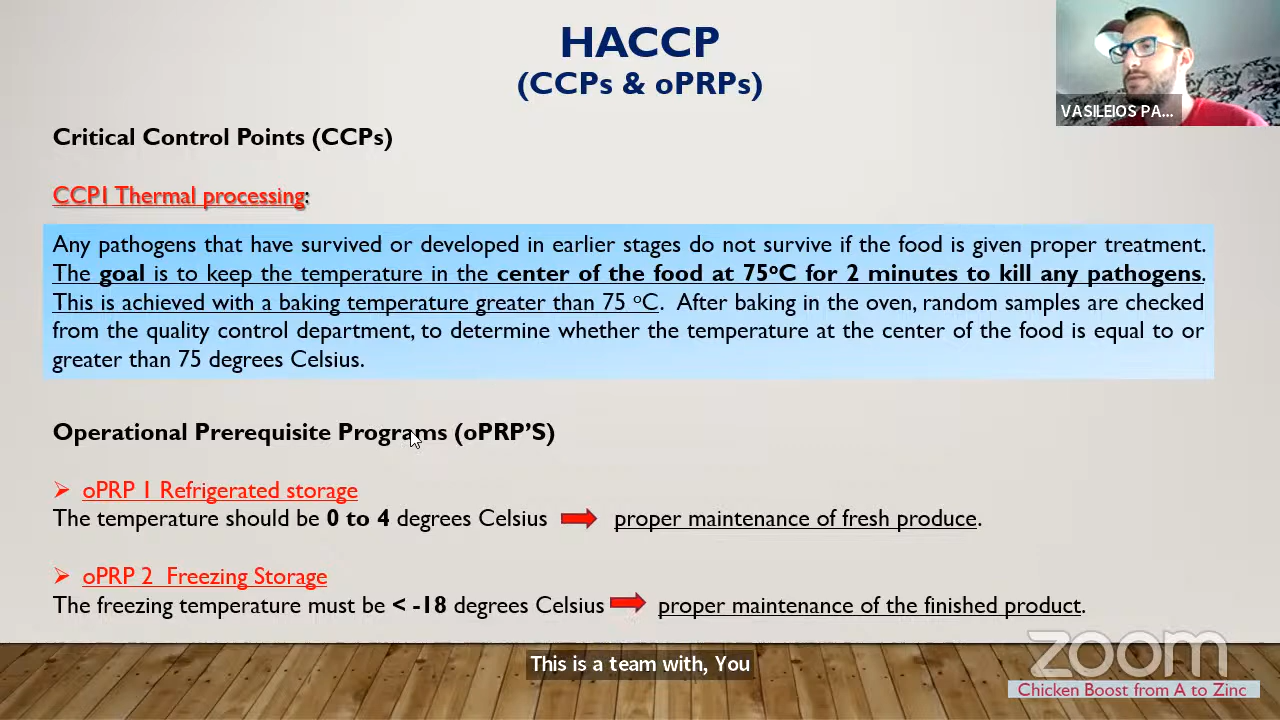 HACCP
(CCPs & oPRPs)
VASILEIOS PA...
Critical Control Points (CCPs)
CCP1 Thermal processing:
Any pathogens that have survived or developed in earlier stages do not survive if the food is given proper treatment.
The goal is to keep the temperature in the center of the food at 75ºC for 2 minutes to kill any pathogens.
This is achieved with a baking temperature greater than 75 ºC. After baking in the oven, random samples are checked
from the quality control department, to determine whether the temperature at the center of the food is equal to or
greater than 75 degrees Celsius.
Operational Prerequisite Programs (oPRP'S)
oPRP 1 Refrigerated storage
The temperature should be 0 to 4 degrees Celsius proper maintenance of fresh produce.
oPRP 2 Freezing Storage
The freezing temperature must be < -18 degrees Celsius proper maintenance of the finished product.
This is a team with, You
zoom
Chicken Boost from A to Zinc